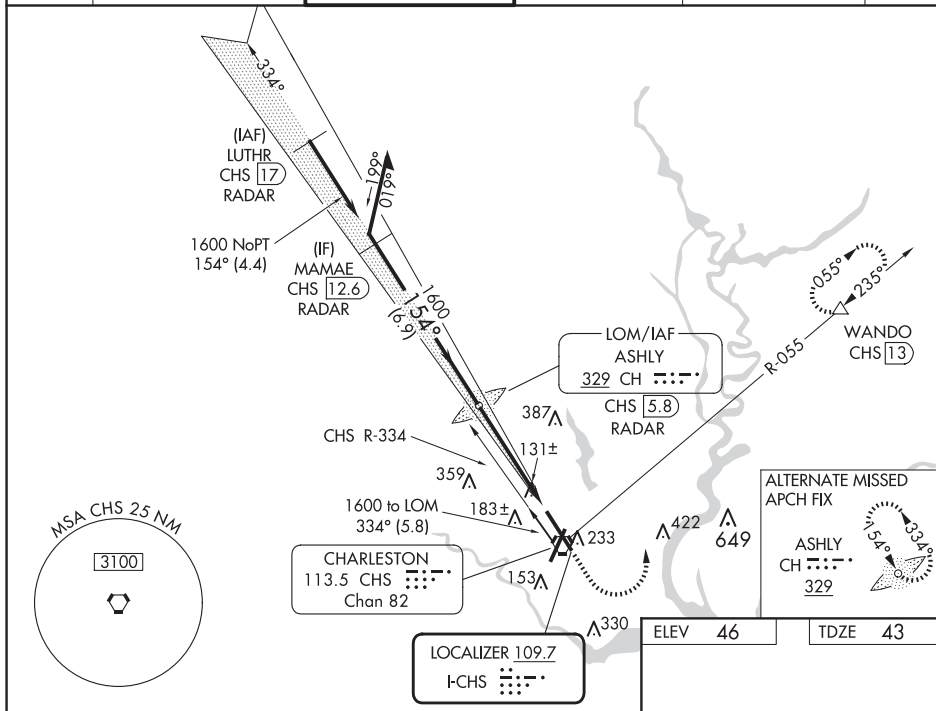 334°
(IAF)
LUTHR
CHS 17
RADAR
199°
019°
1600 NoPT
154° (4.4)
(IF)
MAMAE
CHS 12.6
RADAR
1600
154°
(6.9)
055°
235°
WANDO
CHS 13
R-055
LOM/IAF
ASHLY
329 CH
CHS 5.8
RADAR
387
CHS R-334
131±
359
183±
1600 to LOM
334° (5.8)
233
422
649
153
330
CHARLESTON
113.5 CHS
Chan 82
LOCALIZER 109.7
I-CHS
MSA CHS 25 NM
3100
ALTERNATE MISSED
APCH FIX
ASHLY
CH
329
154°
334°
ELEV 46
TDZE 43